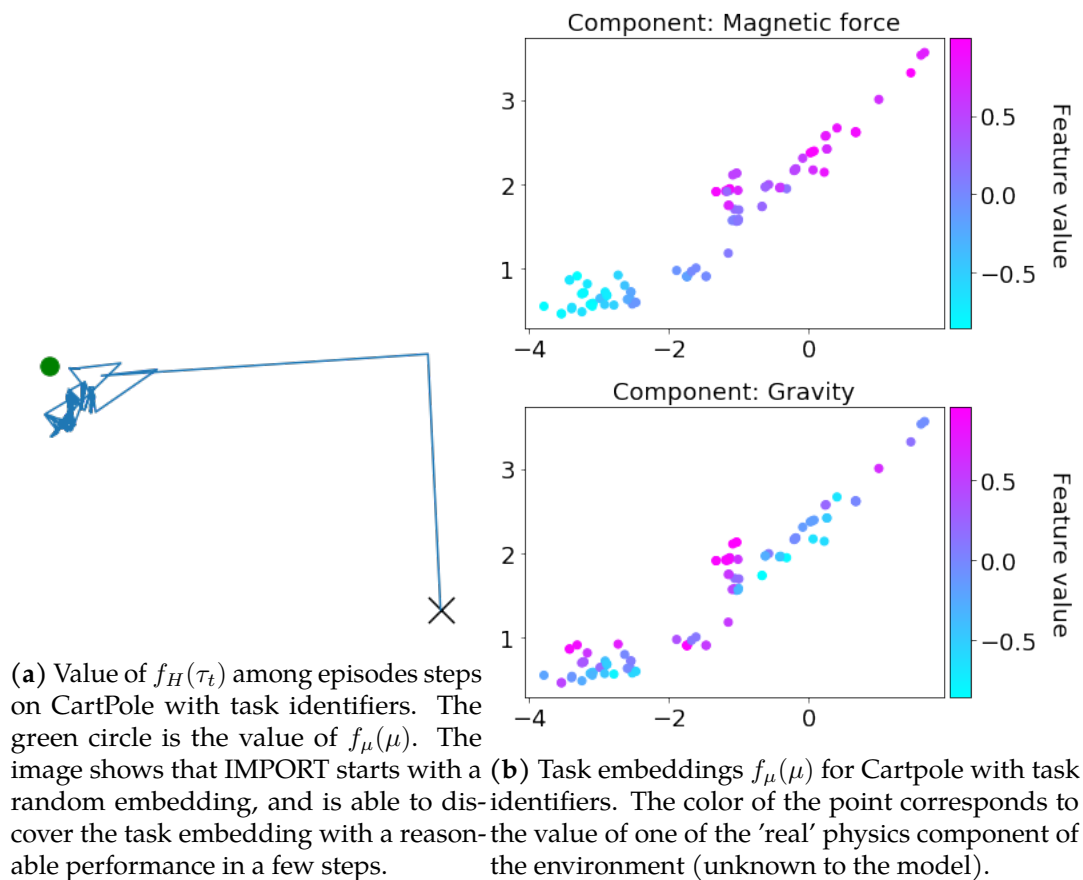 Component: Magnetic force
3
2
1
−4
−2
0
0.5
0.0
−0.5
Feature value
Component: Gravity
3
2
1
−4
−2
0
0.5
0.0
−0.5
Feature value
(a) Value of f_H(τ_t) among episodes steps
on CartPole with task identifiers. The
green circle is the value of f_μ(μ). The
image shows that IMPORT starts with a
random embedding, and is able to dis-
cover the task embedding with a reason-
able performance in a few steps.
(b) Task embeddings f_μ(μ) for Cartpole with task
identifiers. The color of the point corresponds to
the value of one of the ’real’ physics component of
the environment (unknown to the model).